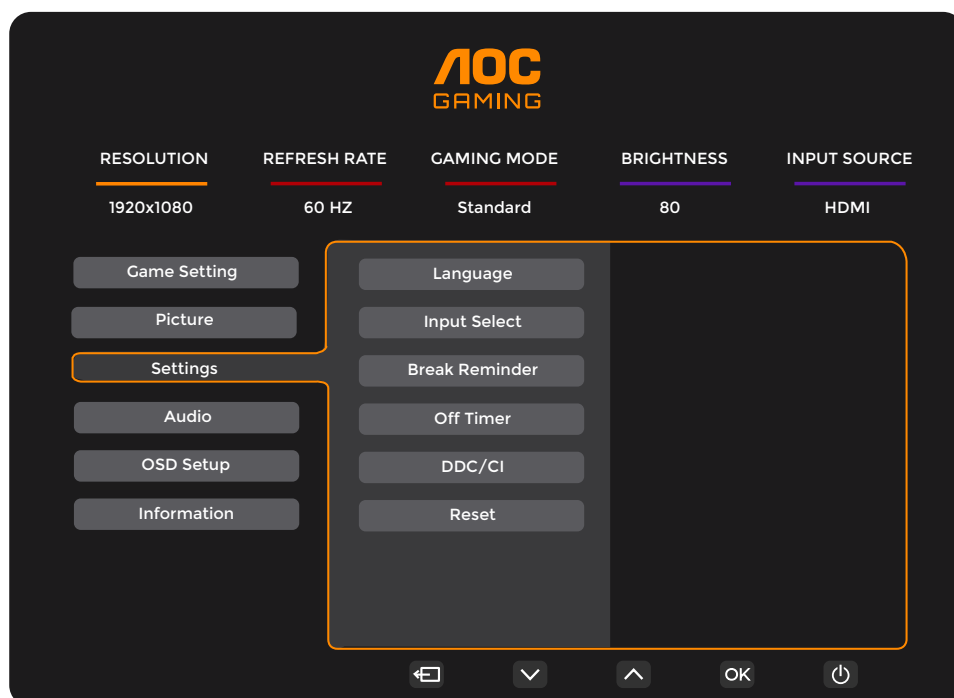 AOC
GAMING
RESOLUTION REFRESH RATE GAMING MODE BRIGHTNESS INPUT SOURCE
1920x1080 60 HZ Standard 80 HDMI
Game Setting
Picture
Settings
Audio
OSD Setup
Information
Language
Input Select
Break Reminder
Off Timer
DDC/CI
Reset
OK